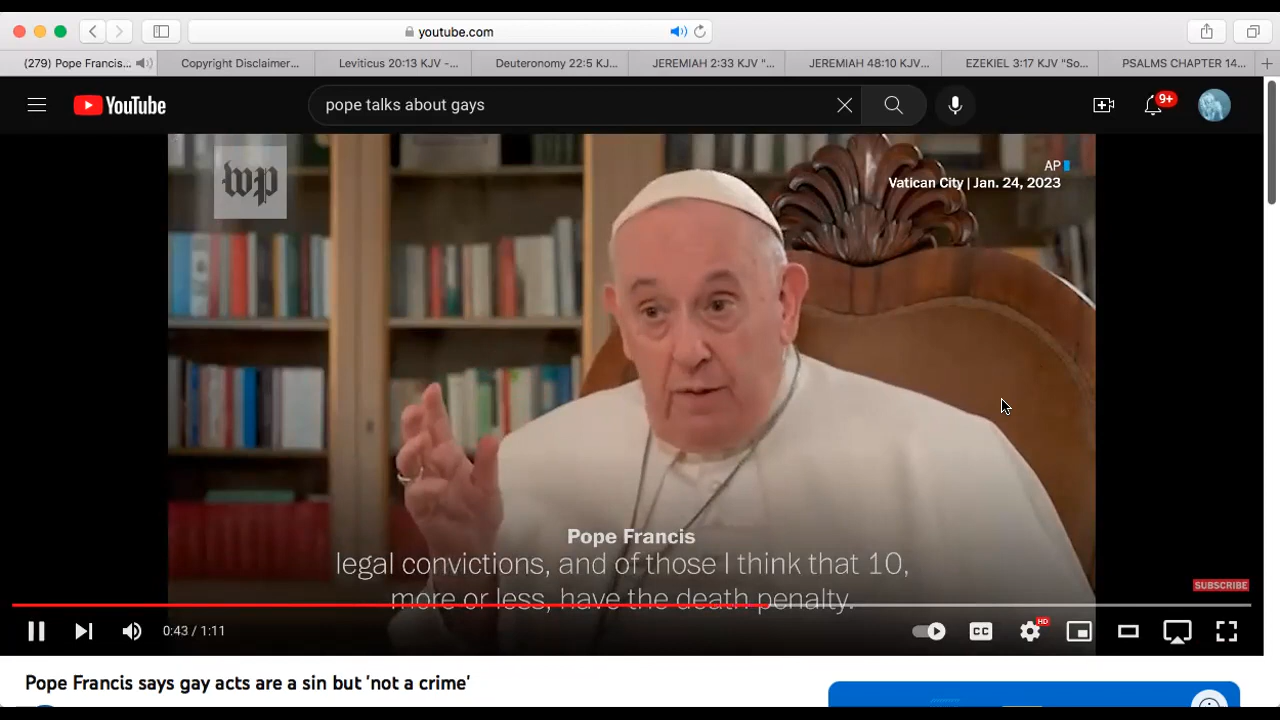 youtube.com
(279) Pope Francis...
Copyright Disclaimer...
Leviticus 20:13 KJV -...
Deuteronomy 22:5 KJ...
JEREMIAH 2:33 KJV "...
JEREMIAH 48:10 KJV...
EZEKIEL 3:17 KJV "So...
PSALMS CHAPTER 14...
YouTube
pope talks about gays
9+
wp
AP
Vatican City | Jan. 24, 2023
Pope Francis
legal convictions, and of those I think that 10,
more or less, have the death penalty.
SUBSCRIBE
0:43 / 1:11
CC
HD
Pope Francis says gay acts are a sin but 'not a crime'